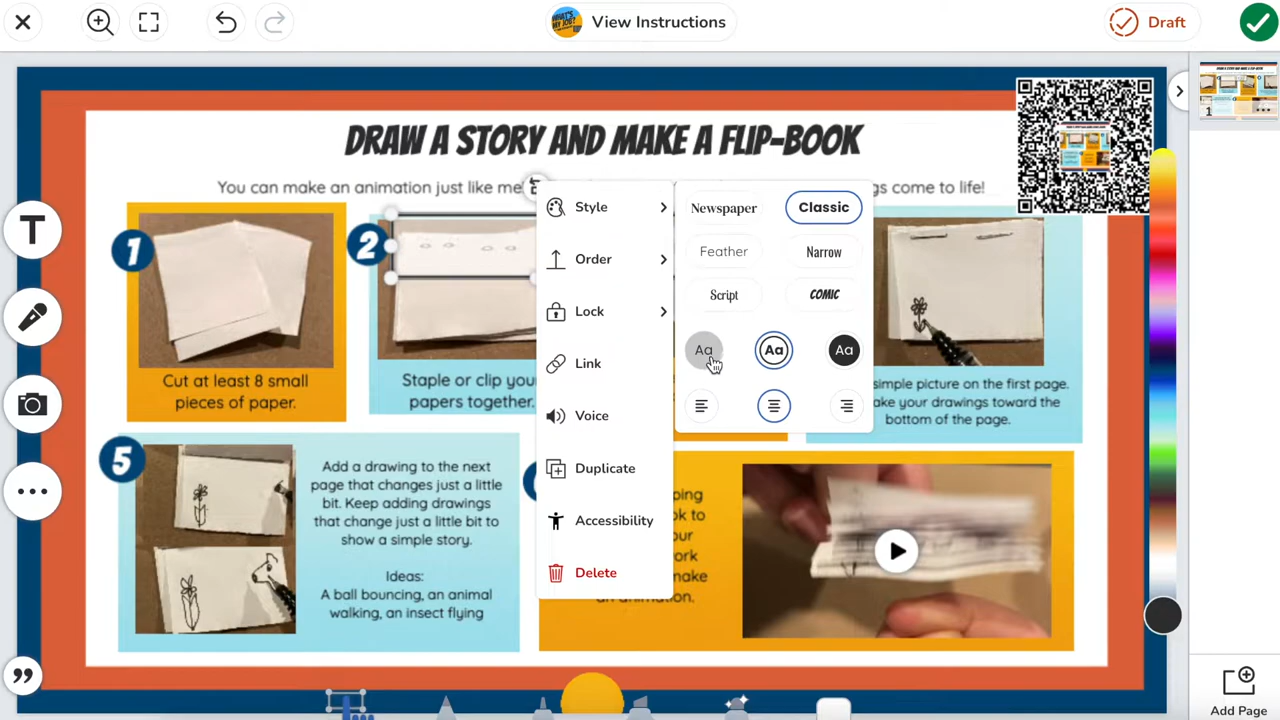 View Instructions
Draft
DRAW A STORY AND MAKE A FLIP-BOOK
You can make an animation just like me
gs come to life!
1
Cut at least 8 small
pieces of paper.
2
Staple or clip you
papers together.
simple picture on the first page.
ake your drawings toward the
bottom of the page.
5
Add a drawing to the next
page that changes just a little
bit. Keep adding drawings
that change just a little bit to
show a simple story.
Ideas:
A ball bouncing, an animal
walking, an insect flying
ping
ok to
our
ork
make
an animation.
Style
Order
Lock
Link
Voice
Duplicate
Accessibility
Delete
Newspaper
Classic
Feather
Narrow
Script
COMIC
Aa
Aa
Aa
T
1
Add Page